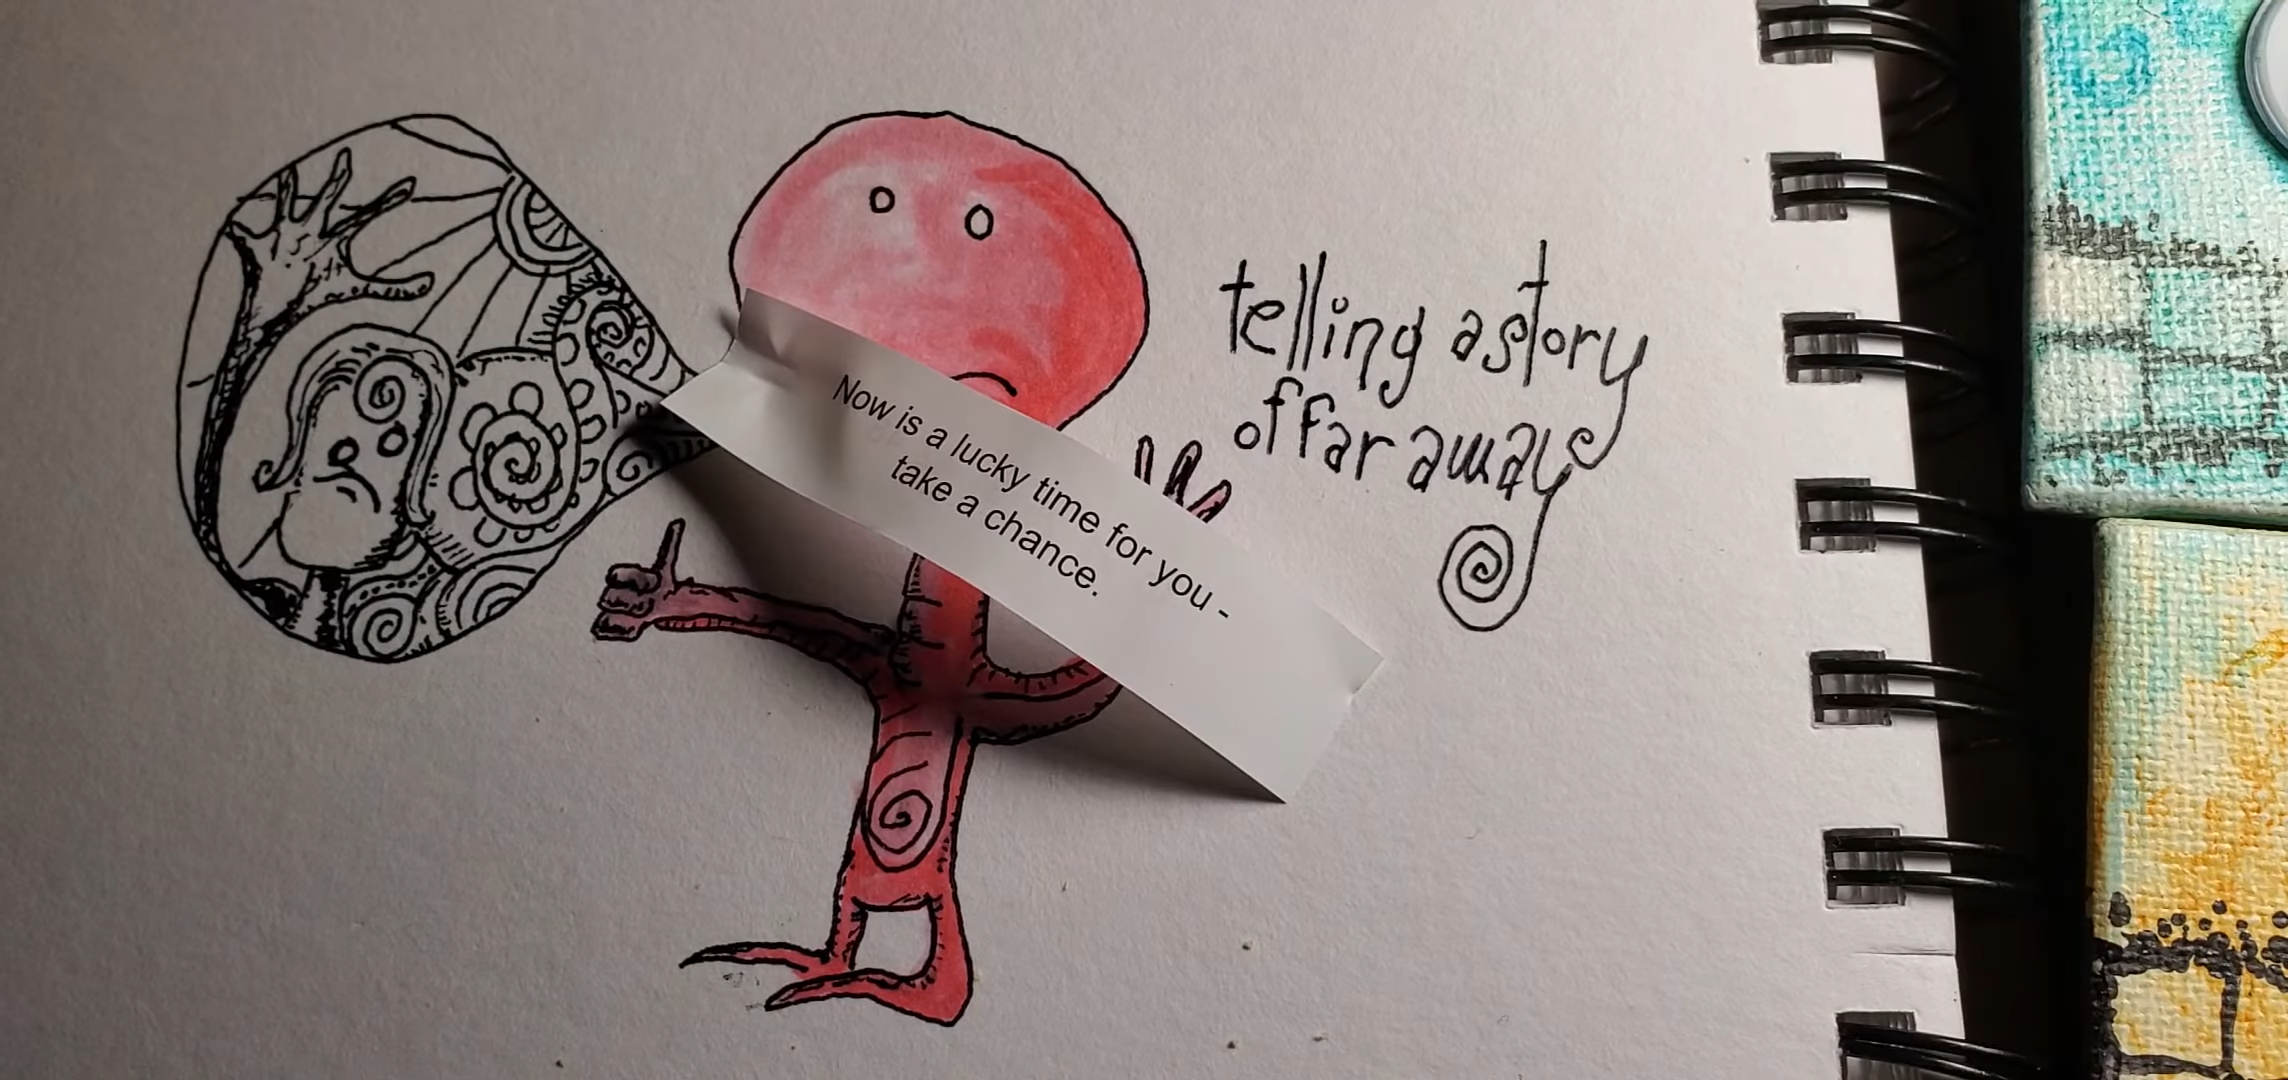 telling a story
of far away
Now is a lucky time for you -
take a chance.